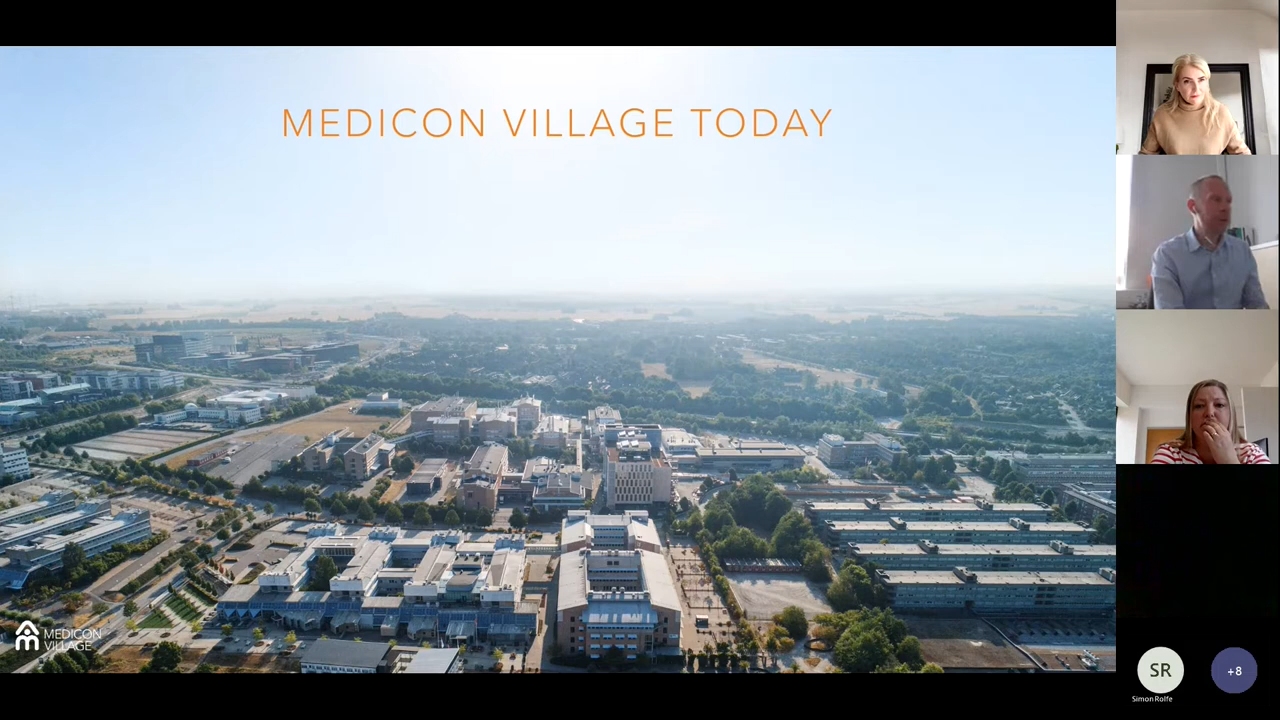 MEDICON VILLAGE TODAY
MEDICON
VILLAGE
SR
+8
Simon Rolfe